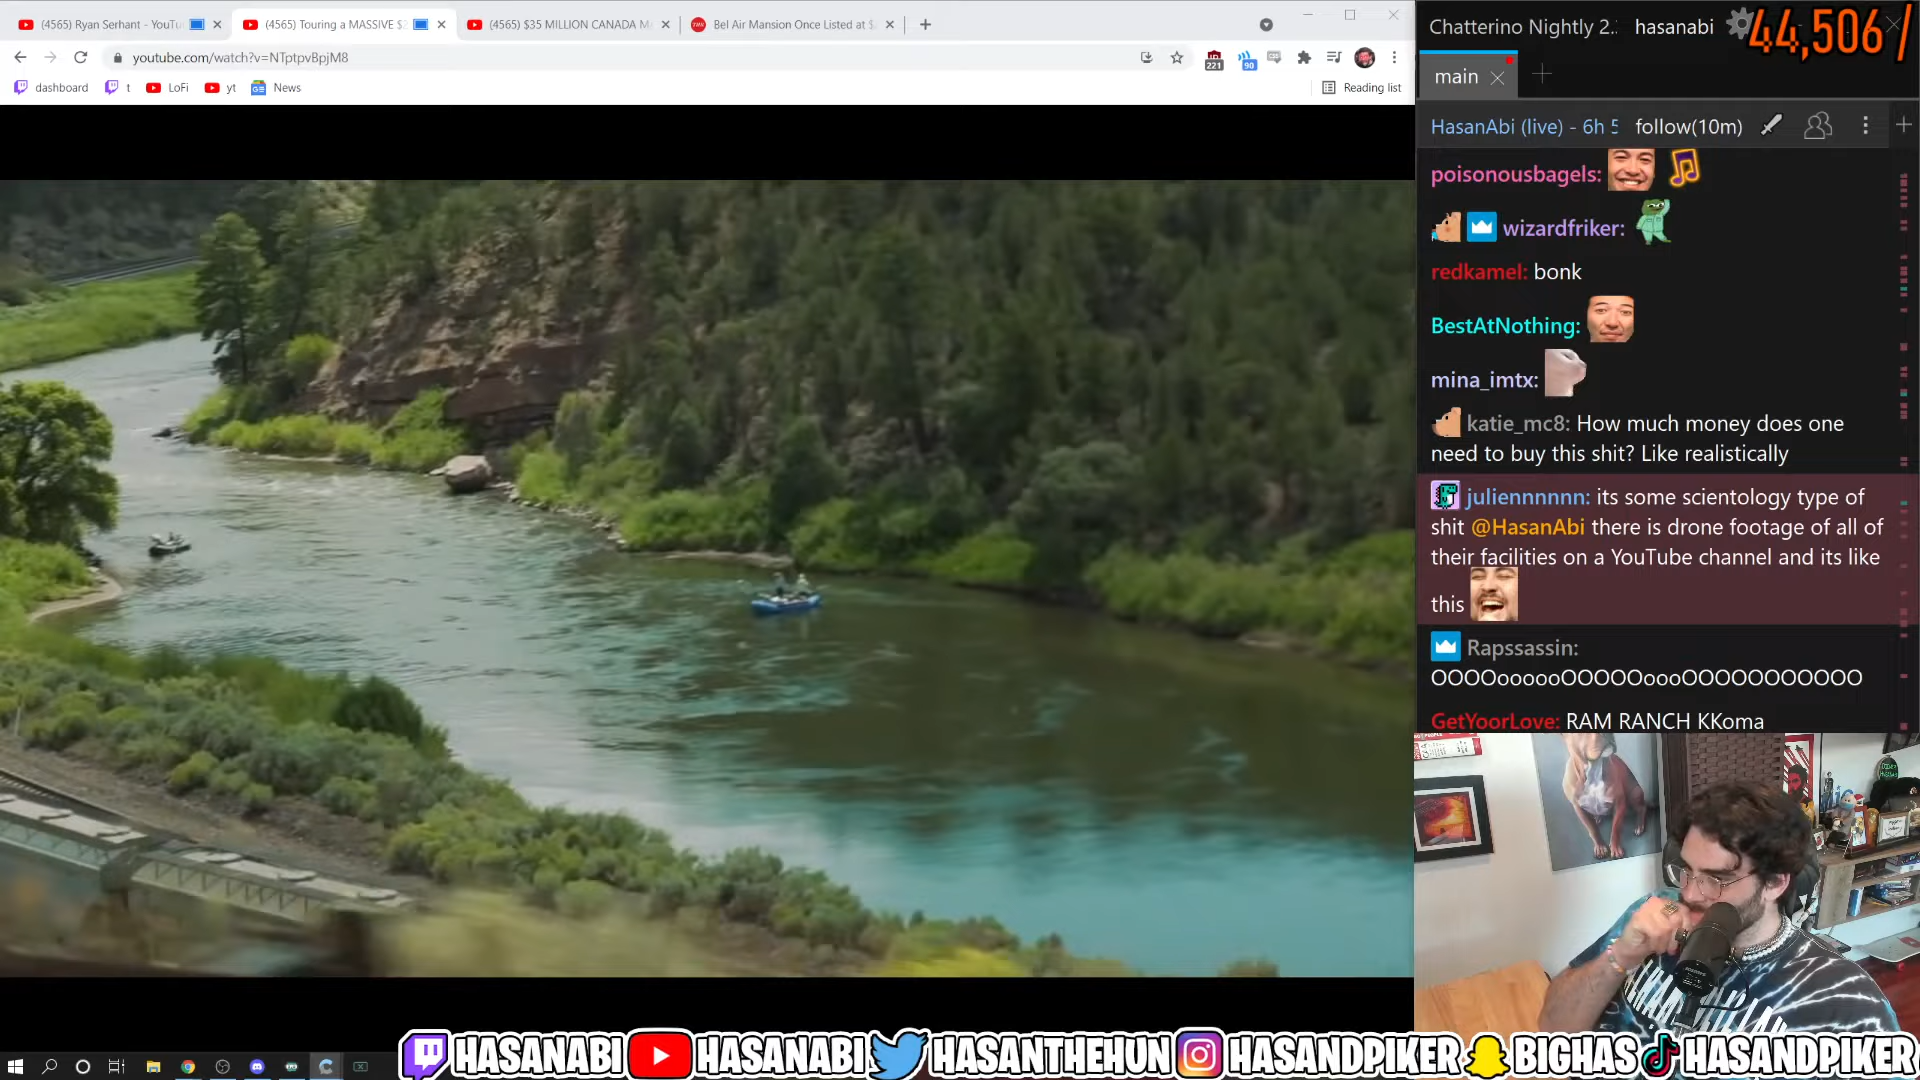 (4565) Ryan Serhant - YouTu
(4565) Touring a MASSIVE $
(4565) $35 MILLION CANADA M
Bel Air Mansion Once Listed at $
youtube.com/watch?v=NTptpvBpjM8
221
90
dashboard
t
LoFi
yt
News
Reading list
Chatterino Nightly 2.
hasanabi
44,506 /
main
HasanAbi (live) - 6h 5
follow(10m)
poisonousbagels:
wizardfriker:
redkamel: bonk
BestAtNothing:
mina_imtx:
katie_mc8: How much money does one
need to buy this shit? Like realistically
juliennnnnn: its some scientology type of
shit @HasanAbi there is drone footage of all of
their facilities on a YouTube channel and its like
this
Rapssassin:
OOOOoooooOOOOOoooOOOOOOOOOOO
GetYoorLove: RAM RANCH KKoma
HASANABI
HASANABI
HASANTHEHUN
HASANDPIKER
BIGHAS
HASANDPIKER